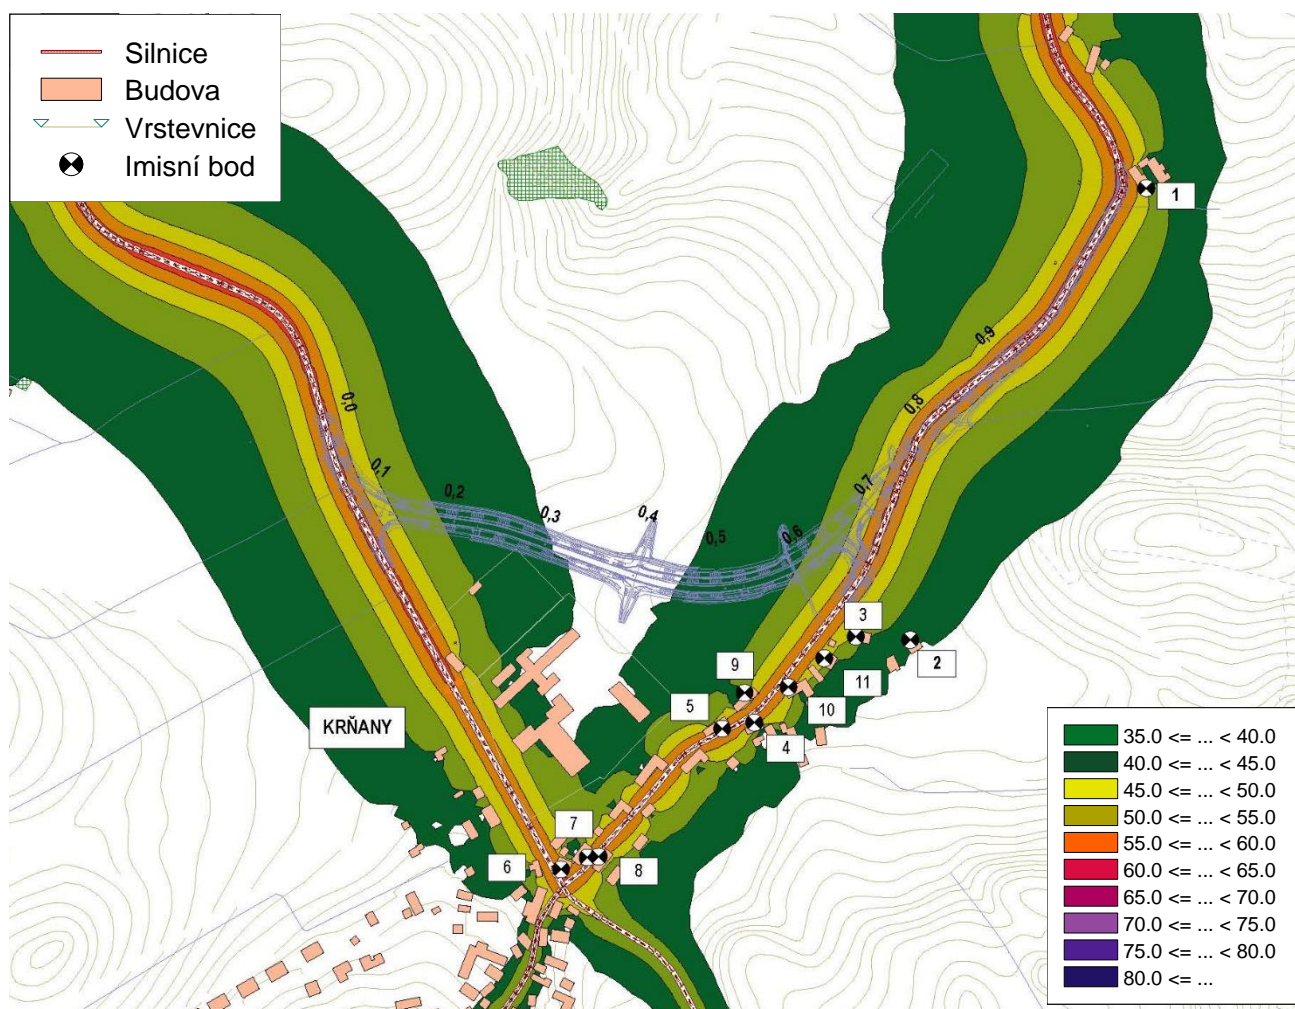 Silnice
Budova
Vrstevnice
Imisní bod
1
0,9
0,8
0,0
0,1
0,2
0,3
0,4
0,5
0,6
0,7
3
2
9
11
5
10
KRŇANY
4
7
6
8
35.0 <= ... < 40.0
40.0 <= ... < 45.0
45.0 <= ... < 50.0
50.0 <= ... < 55.0
55.0 <= ... < 60.0
60.0 <= ... < 65.0
65.0 <= ... < 70.0
70.0 <= ... < 75.0
75.0 <= ... < 80.0
80.0 <= ...